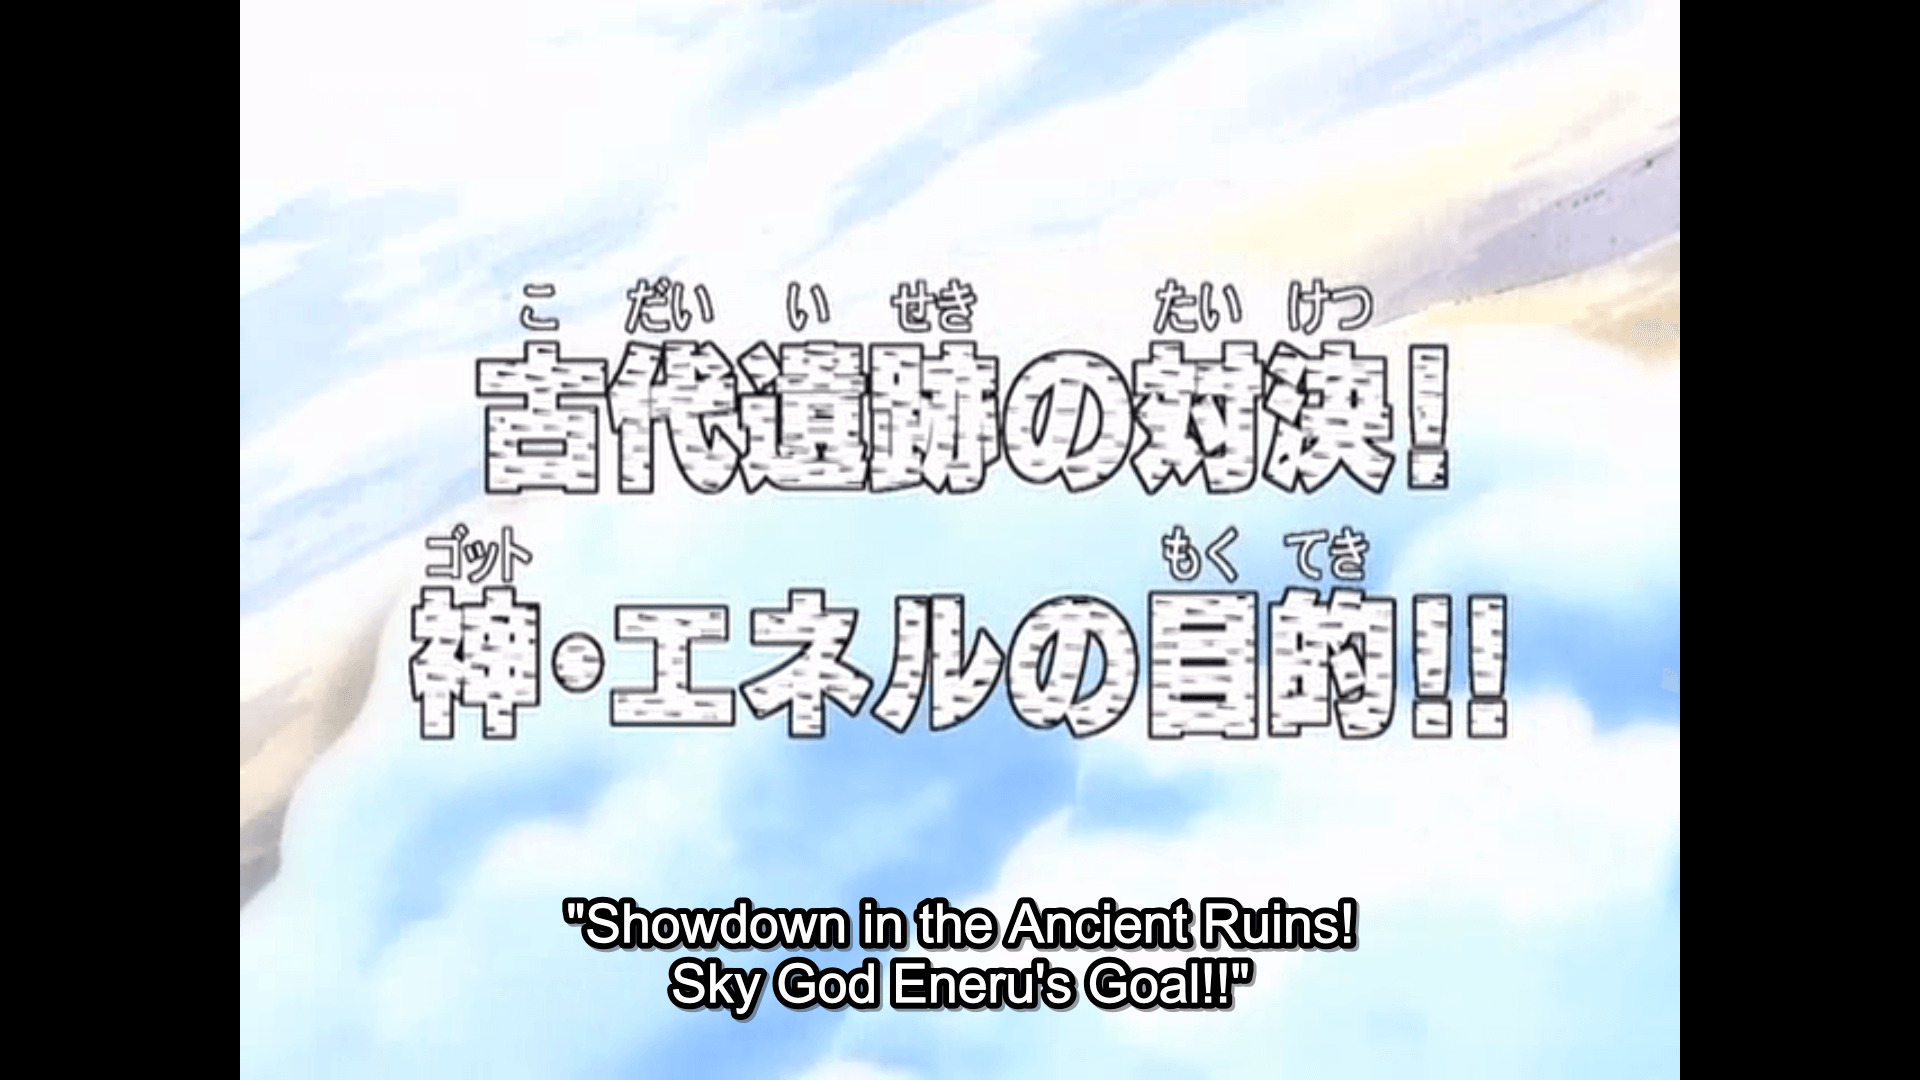 こ だい い せき たい けつ
古代遺跡の対決!
ゴット もく てき
神・エネルの目的!!
"Showdown in the Ancient Ruins!
Sky God Eneru's Goal!!"